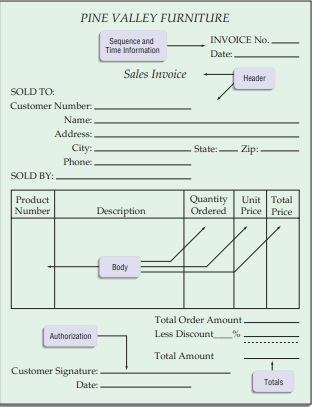 PINE VALLEY FURNITURE
Sequence and
Time Information
INVOICE No.
Date:
Sales Invoice
Header
SOLD TO:
Customer Number:
Name:
Address:
City: State: Zip:
Phone:
SOLD BY:
Product
Number
Description
Quantity
Ordered
Unit
Price
Total
Price
Body
Total Order Amount
Less Discount %
Total Amount
Authorization
Customer Signature:
Date:
Totals